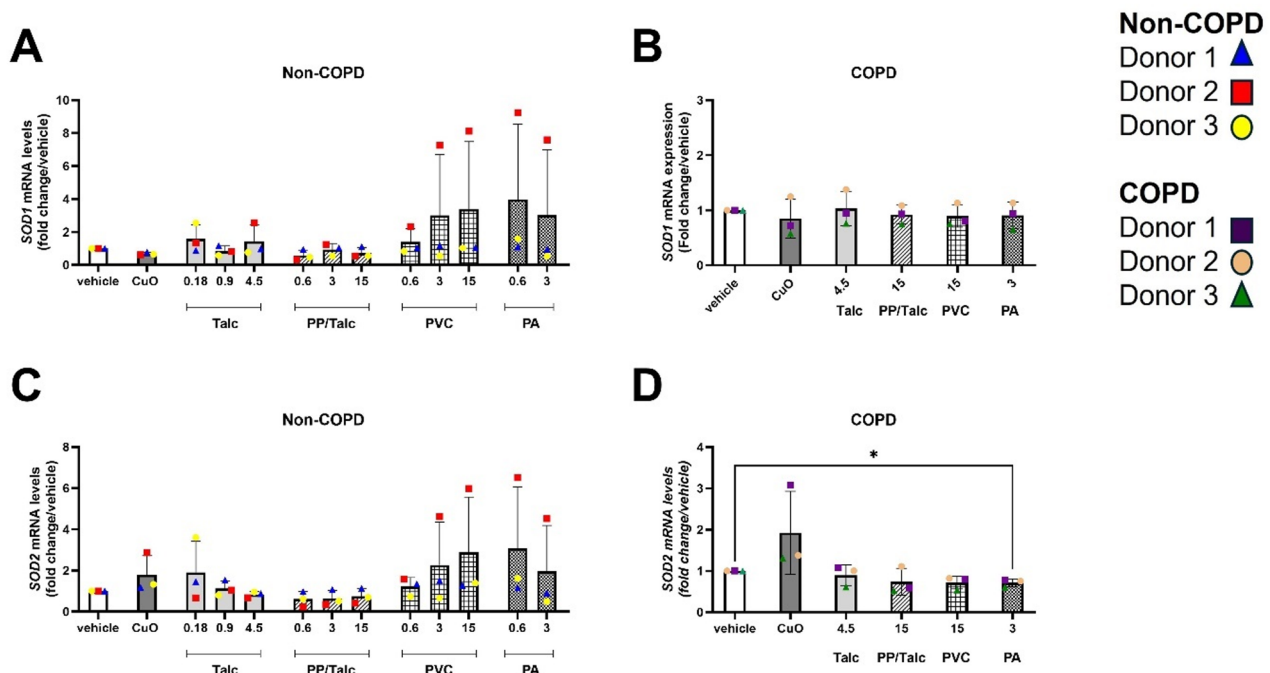 A
Non-COPD
SOD1 mRNA levels
(fold change/vehicle)
10
8
6
4
2
0
vehicle CuO 0.18 0.9 4.5 0.6 3 15 0.6 3 15 0.6 3
Talc PP/Talc PVC PA
B
COPD
SOD1 mRNA expression
(Fold change/vehicle)
3
2
1
0
vehicle CuO 4.5 15 15 3
Talc PP/Talc PVC PA
Non-COPD
Donor 1
Donor 2
Donor 3
COPD
Donor 1
Donor 2
Donor 3
C
Non-COPD
SOD2 mRNA levels
(fold change/vehicle)
8
6
4
2
0
vehicle CuO 0.18 0.9 4.5 0.6 3 15 0.6 3 15 0.6 3
Talc PP/Talc PVC PA
D
COPD
SOD2 mRNA levels
(fold change/vehicle)
4
3
2
1
0
*
vehicle CuO 4.5 15 15 3
Talc PP/Talc PVC PA